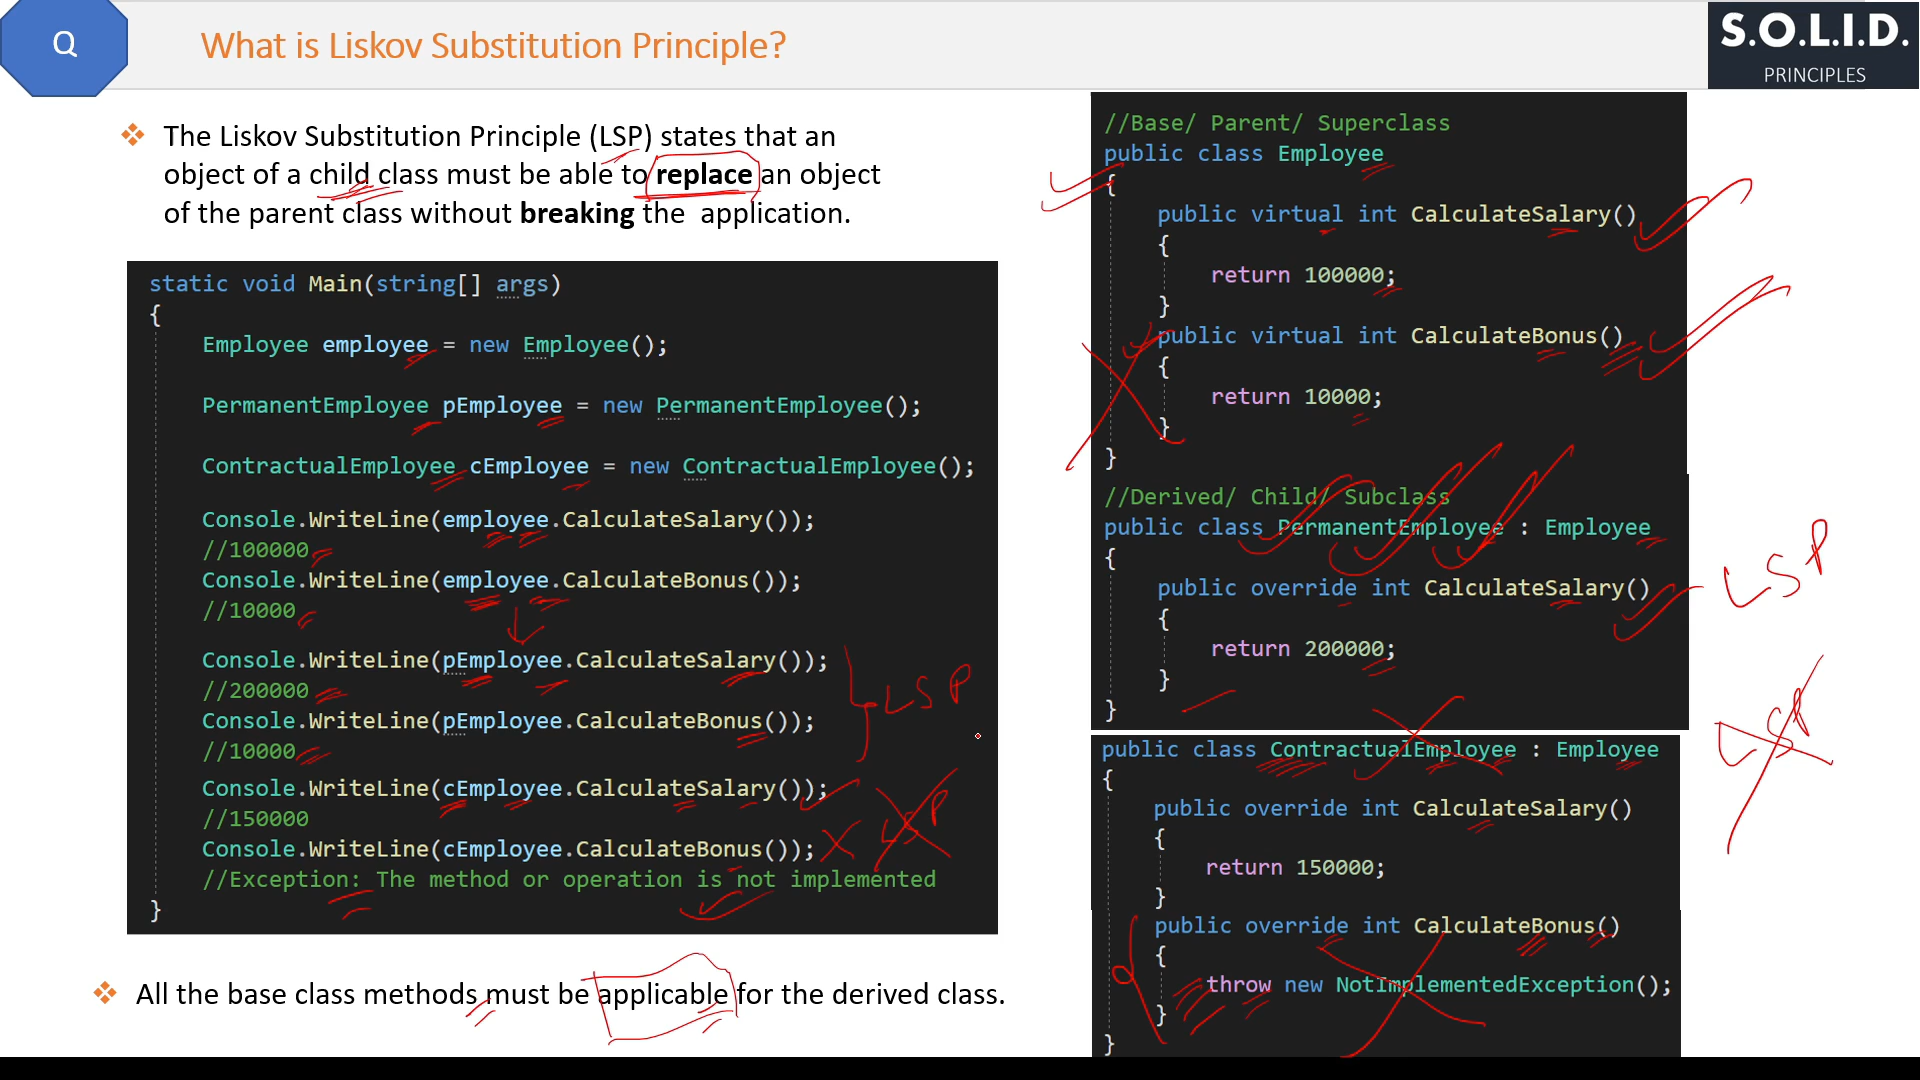 Q
What is Liskov Substitution Principle?
S.O.L.I.D.
PRINCIPLES
The Liskov Substitution Principle (LSP) states that an
object of a child class must be able to replace an object
of the parent class without breaking the application.
static void Main(string[] args)
{
Employee employee = new Employee();
PermanentEmployee pEmployee = new PermanentEmployee();
ContractualEmployee cEmployee = new ContractualEmployee();
Console.WriteLine(employee.CalculateSalary());
//100000
Console.WriteLine(employee.CalculateBonus());
//10000
Console.WriteLine(pEmployee.CalculateSalary());
//200000
Console.WriteLine(pEmployee.CalculateBonus());
//10000
LSP
Console.WriteLine(cEmployee.CalculateSalary());
//150000
Console.WriteLine(cEmployee.CalculateBonus());
//Exception: The method or operation is not implemented
}
LSP
All the base class methods must be applicable for the derived class.
//Base/ Parent/ Superclass
public class Employee
{
public virtual int CalculateSalary()
{
return 100000;
}
public virtual int CalculateBonus()
{
return 10000;
}
}
//Derived/ Child/ Subclass
public class PermanentEmployee : Employee
{
public override int CalculateSalary()
{
return 200000;
}
}
LSP
public class ContractualEmployee : Employee
{
public override int CalculateSalary()
{
return 150000;
}
public override int CalculateBonus()
{
throw new NotImplementedException();
}
}
LSP